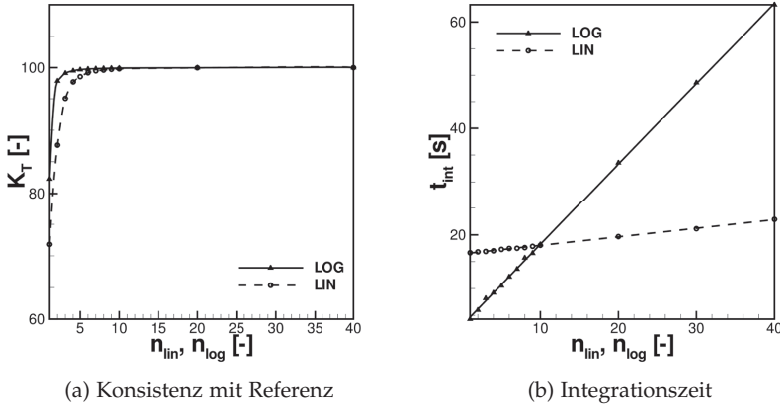 100
80
60
K_T [-]
LOG
LIN
5 10 15 20 25 30 35 40
n_lin, n_log [-]
(a) Konsistenz mit Referenz
60
40
20
t_int [s]
LOG
LIN
10 20 30 40
n_lin, n_log [-]
(b) Integrationszeit